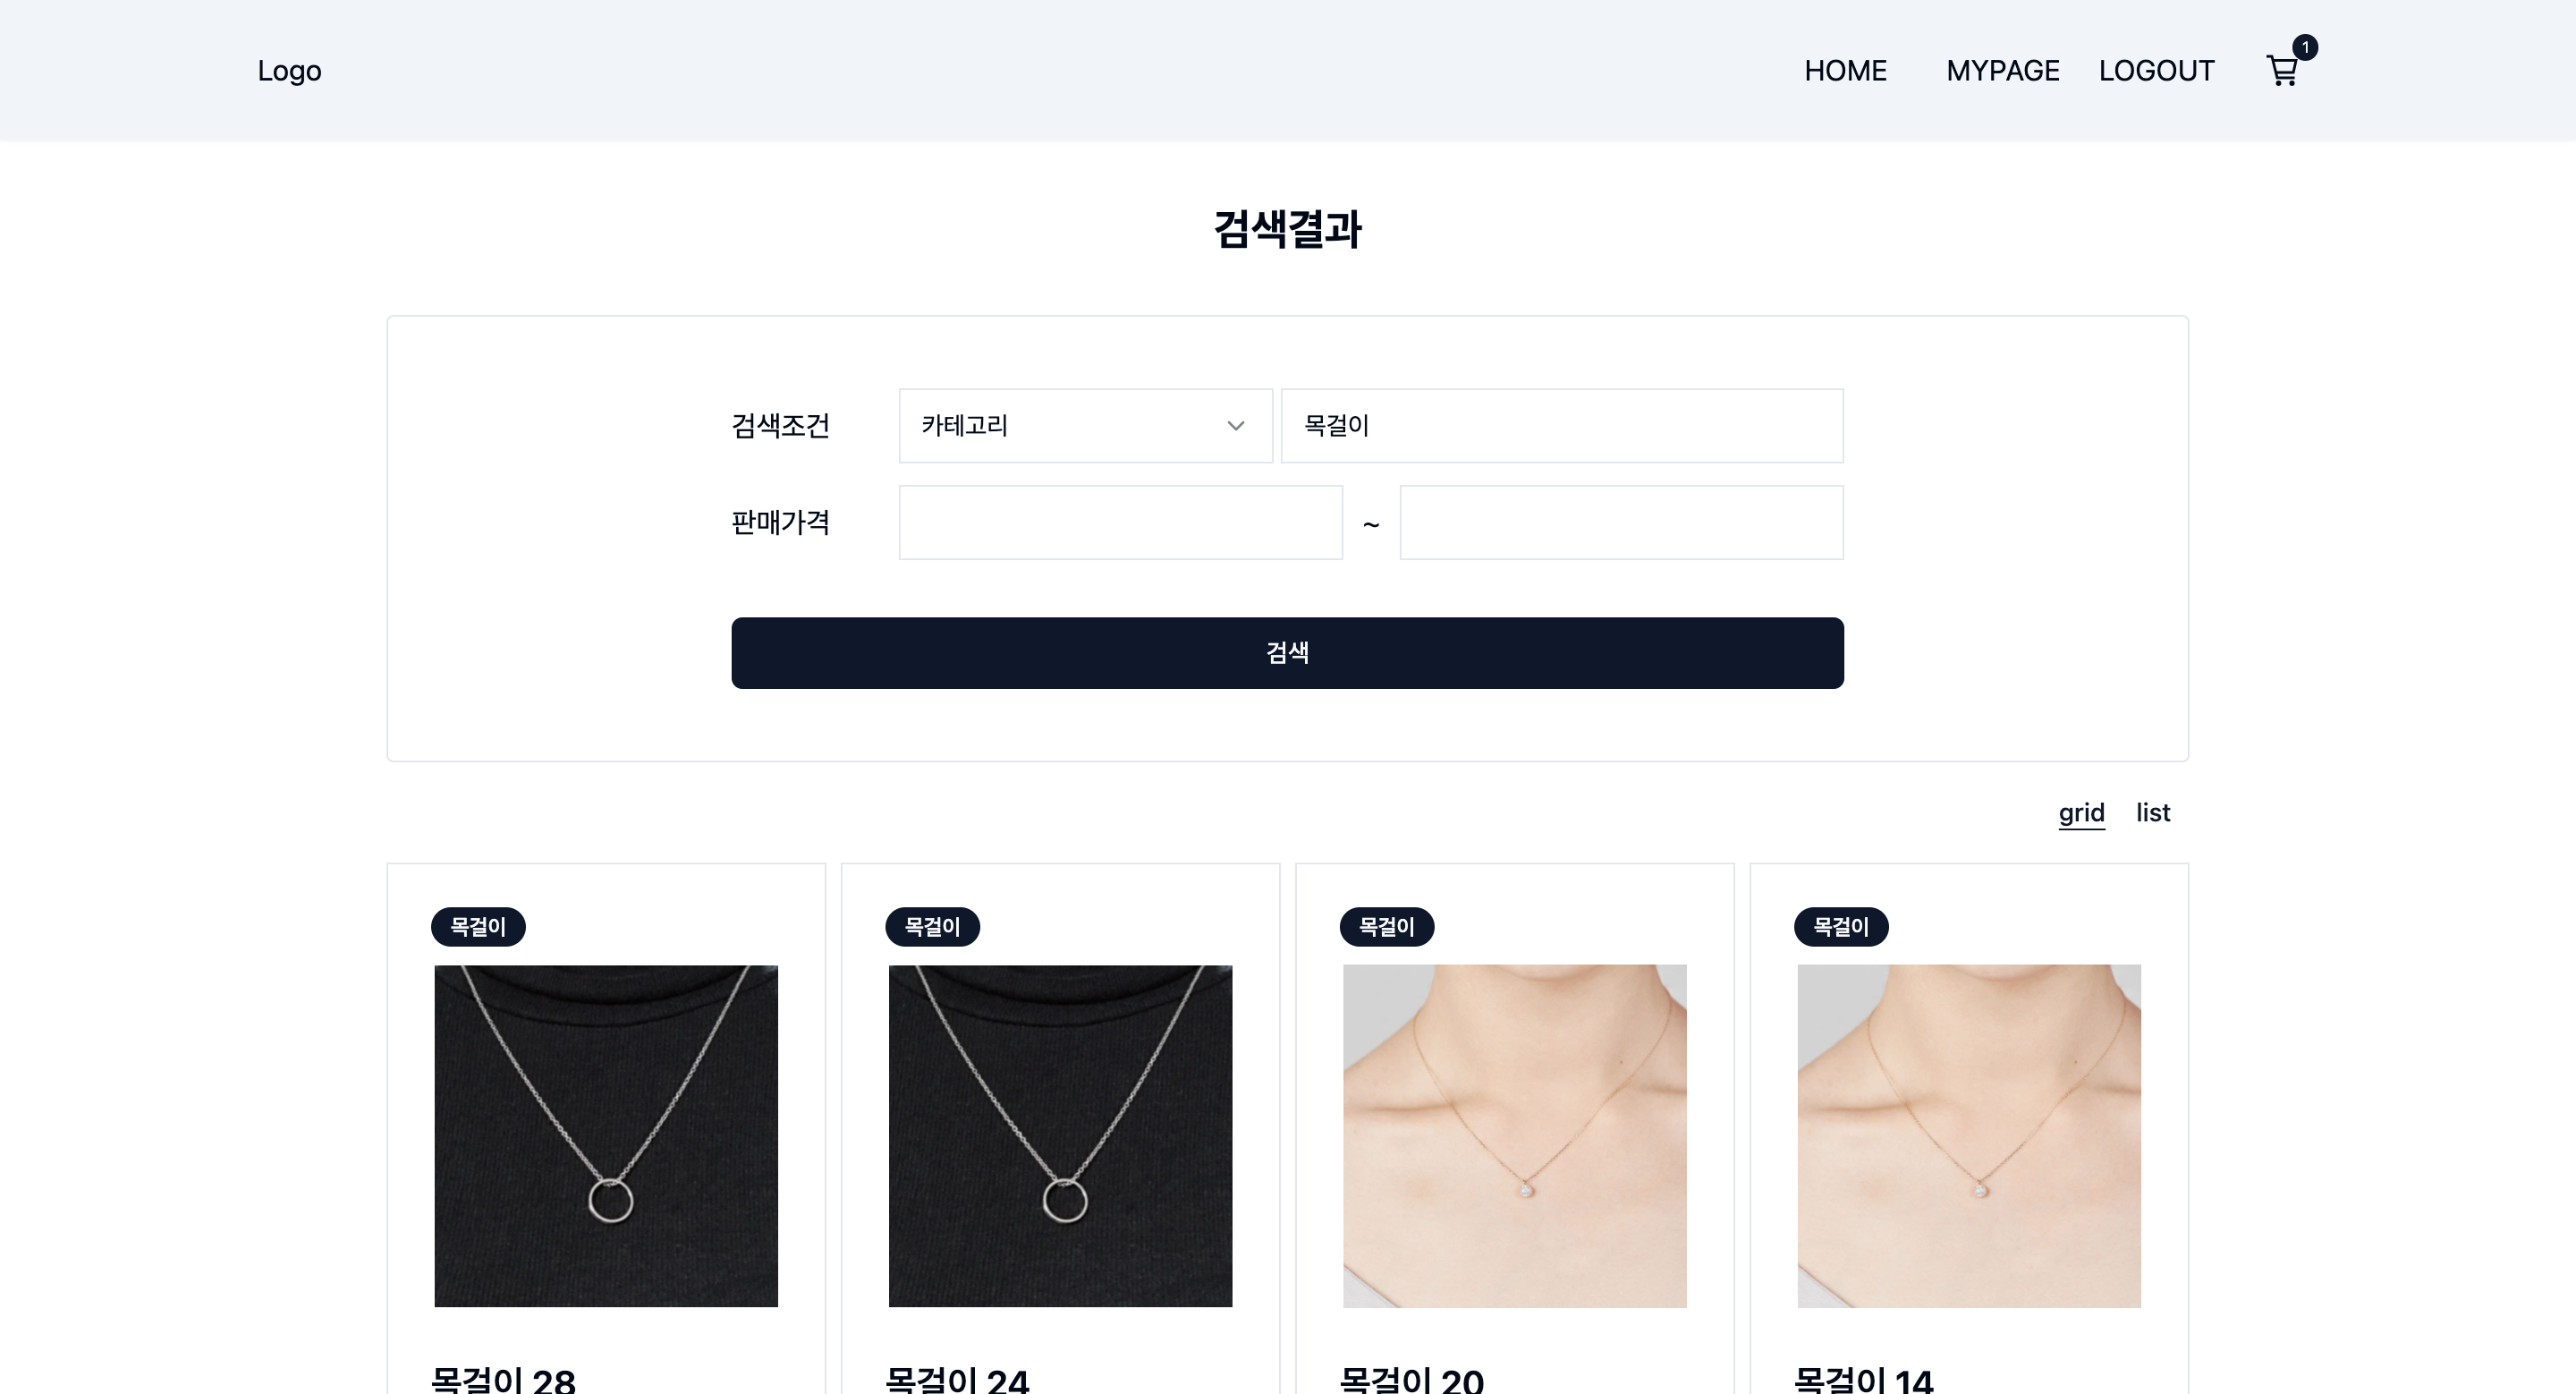 Logo
HOME MYPAGE LOGOUT 1
검색결과
검색조건 카테고리 목걸이
판매가격 ~
검색
grid list
목걸이 목걸이 목걸이 목걸이
목걸이 28 목걸이 24 목걸이 20 목걸이 14